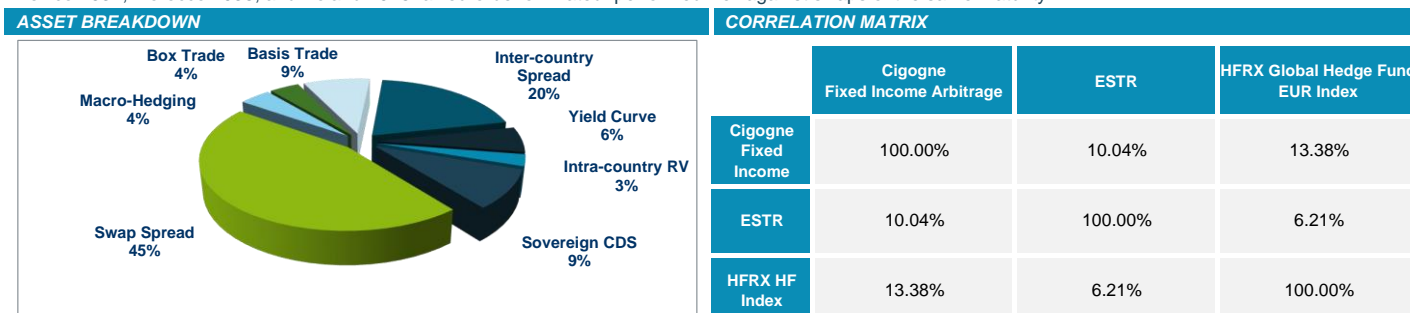 ASSET BREAKDOWN
Box Trade
4%
Basis Trade
9%
Inter-country
Spread
20%
Macro-Hedging
4%
Yield Curve
6%
Intra-country RV
3%
Swap Spread
45%
Sovereign CDS
9%
CORRELATION MATRIX
Cigogne
Fixed Income Arbitrage
ESTR
HFRX Global Hedge Fund
EUR Index
Cigogne
Fixed
Income
100.00%
10.04%
13.38%
ESTR
10.04%
100.00%
6.21%
HFRX HF
Index
13.38%
6.21%
100.00%